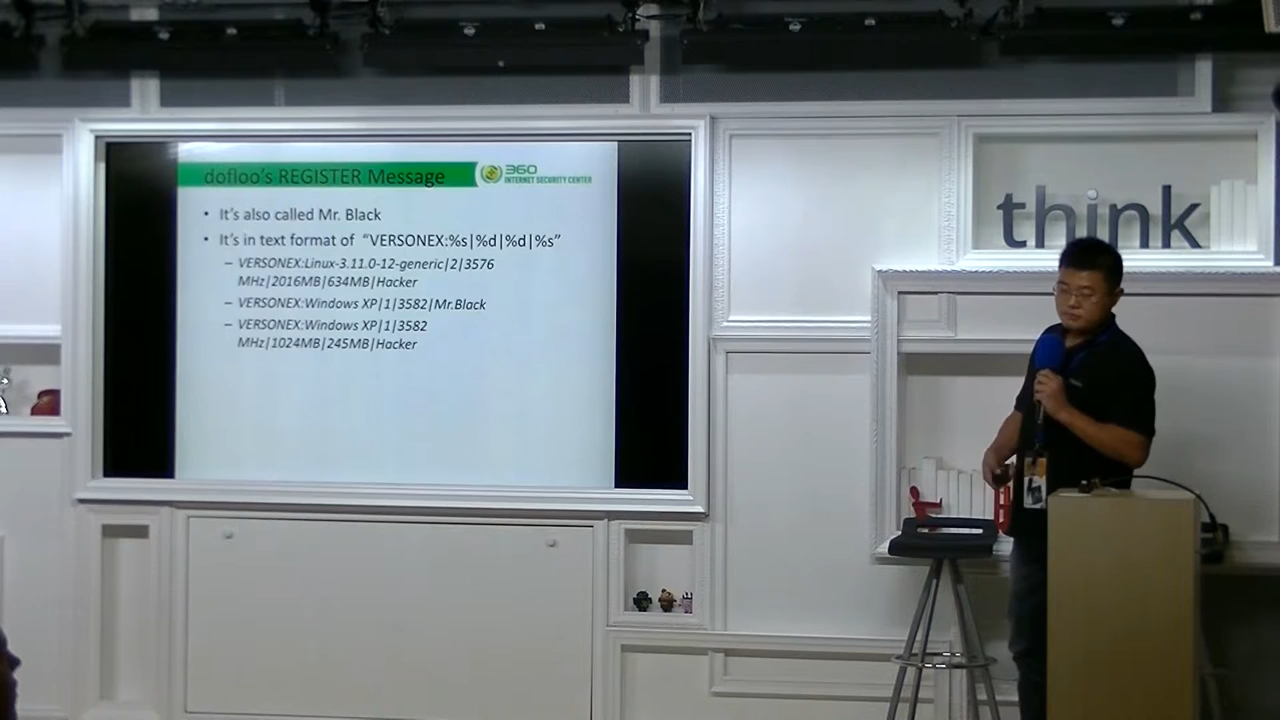 dofloo's REGISTER Message
360
INTERNET SECURITY CENTER
• It's also called Mr. Black
• It's in text format of “VERSONEX:%s|%d|%d|%s”
– VERSONEX:Linux-3.11.0-12-generic|2|3576
MHz|2016MB|634MB|Hacker
– VERSONEX:Windows XP|1|3582|Mr.Black
– VERSONEX:Windows XP|1|3582
MHz|1024MB|245MB|Hacker
think